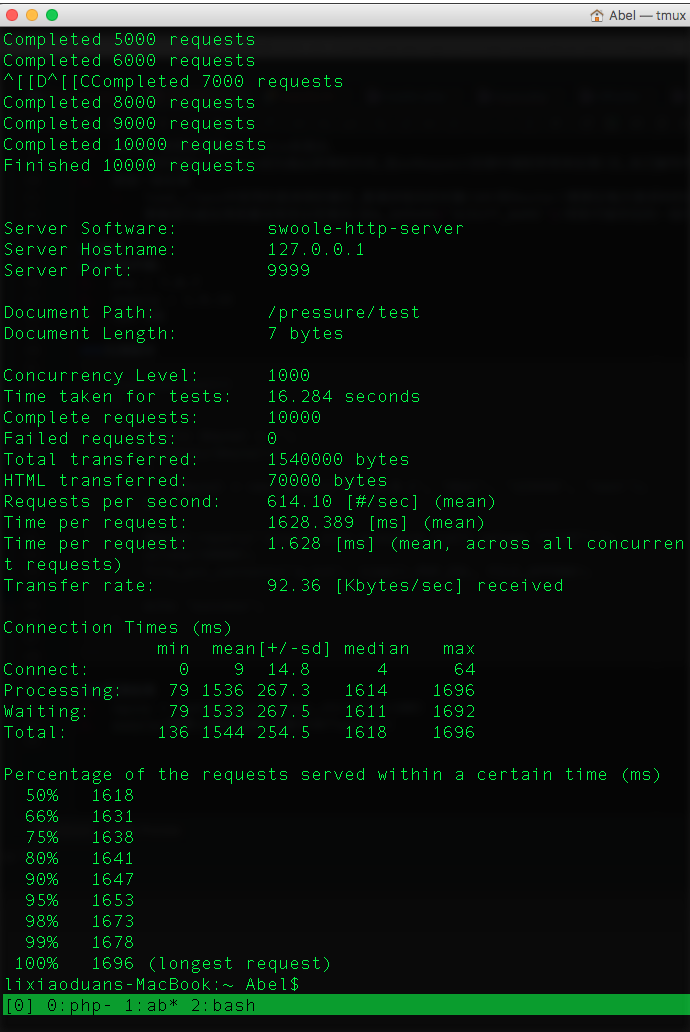 Abel — tmux
Completed 5000 requests
Completed 6000 requests
^[[D^[[CCompleted 7000 requests
Completed 8000 requests
Completed 9000 requests
Completed 10000 requests
Finished 10000 requests
Server Software:        swoole-http-server
Server Hostname:        127.0.0.1
Server Port:            9999
Document Path:          /pressure/test
Document Length:        7 bytes
Concurrency Level:      1000
Time taken for tests:   16.284 seconds
Complete requests:      10000
Failed requests:        0
Total transferred:      1540000 bytes
HTML transferred:       70000 bytes
Requests per second:    614.10 [#/sec] (mean)
Time per request:       1628.389 [ms] (mean)
Time per request:       1.628 [ms] (mean, across all concurren
t requests)
Transfer rate:          92.36 [Kbytes/sec] received
Connection Times (ms)
              min  mean[+/-sd] median   max
Connect:        0    9  14.8      4      64
Processing:    79 1536 267.3   1614    1696
Waiting:       79 1533 267.5   1611    1692
Total:        136 1544 254.5   1618    1696
Percentage of the requests served within a certain time (ms)
  50%   1618
  66%   1631
  75%   1638
  80%   1641
  90%   1647
  95%   1653
  98%   1673
  99%   1678
 100%   1696 (longest request)
lixiaoduans-MacBook:~ Abel$
[0] 0:php- 1:ab* 2:bash